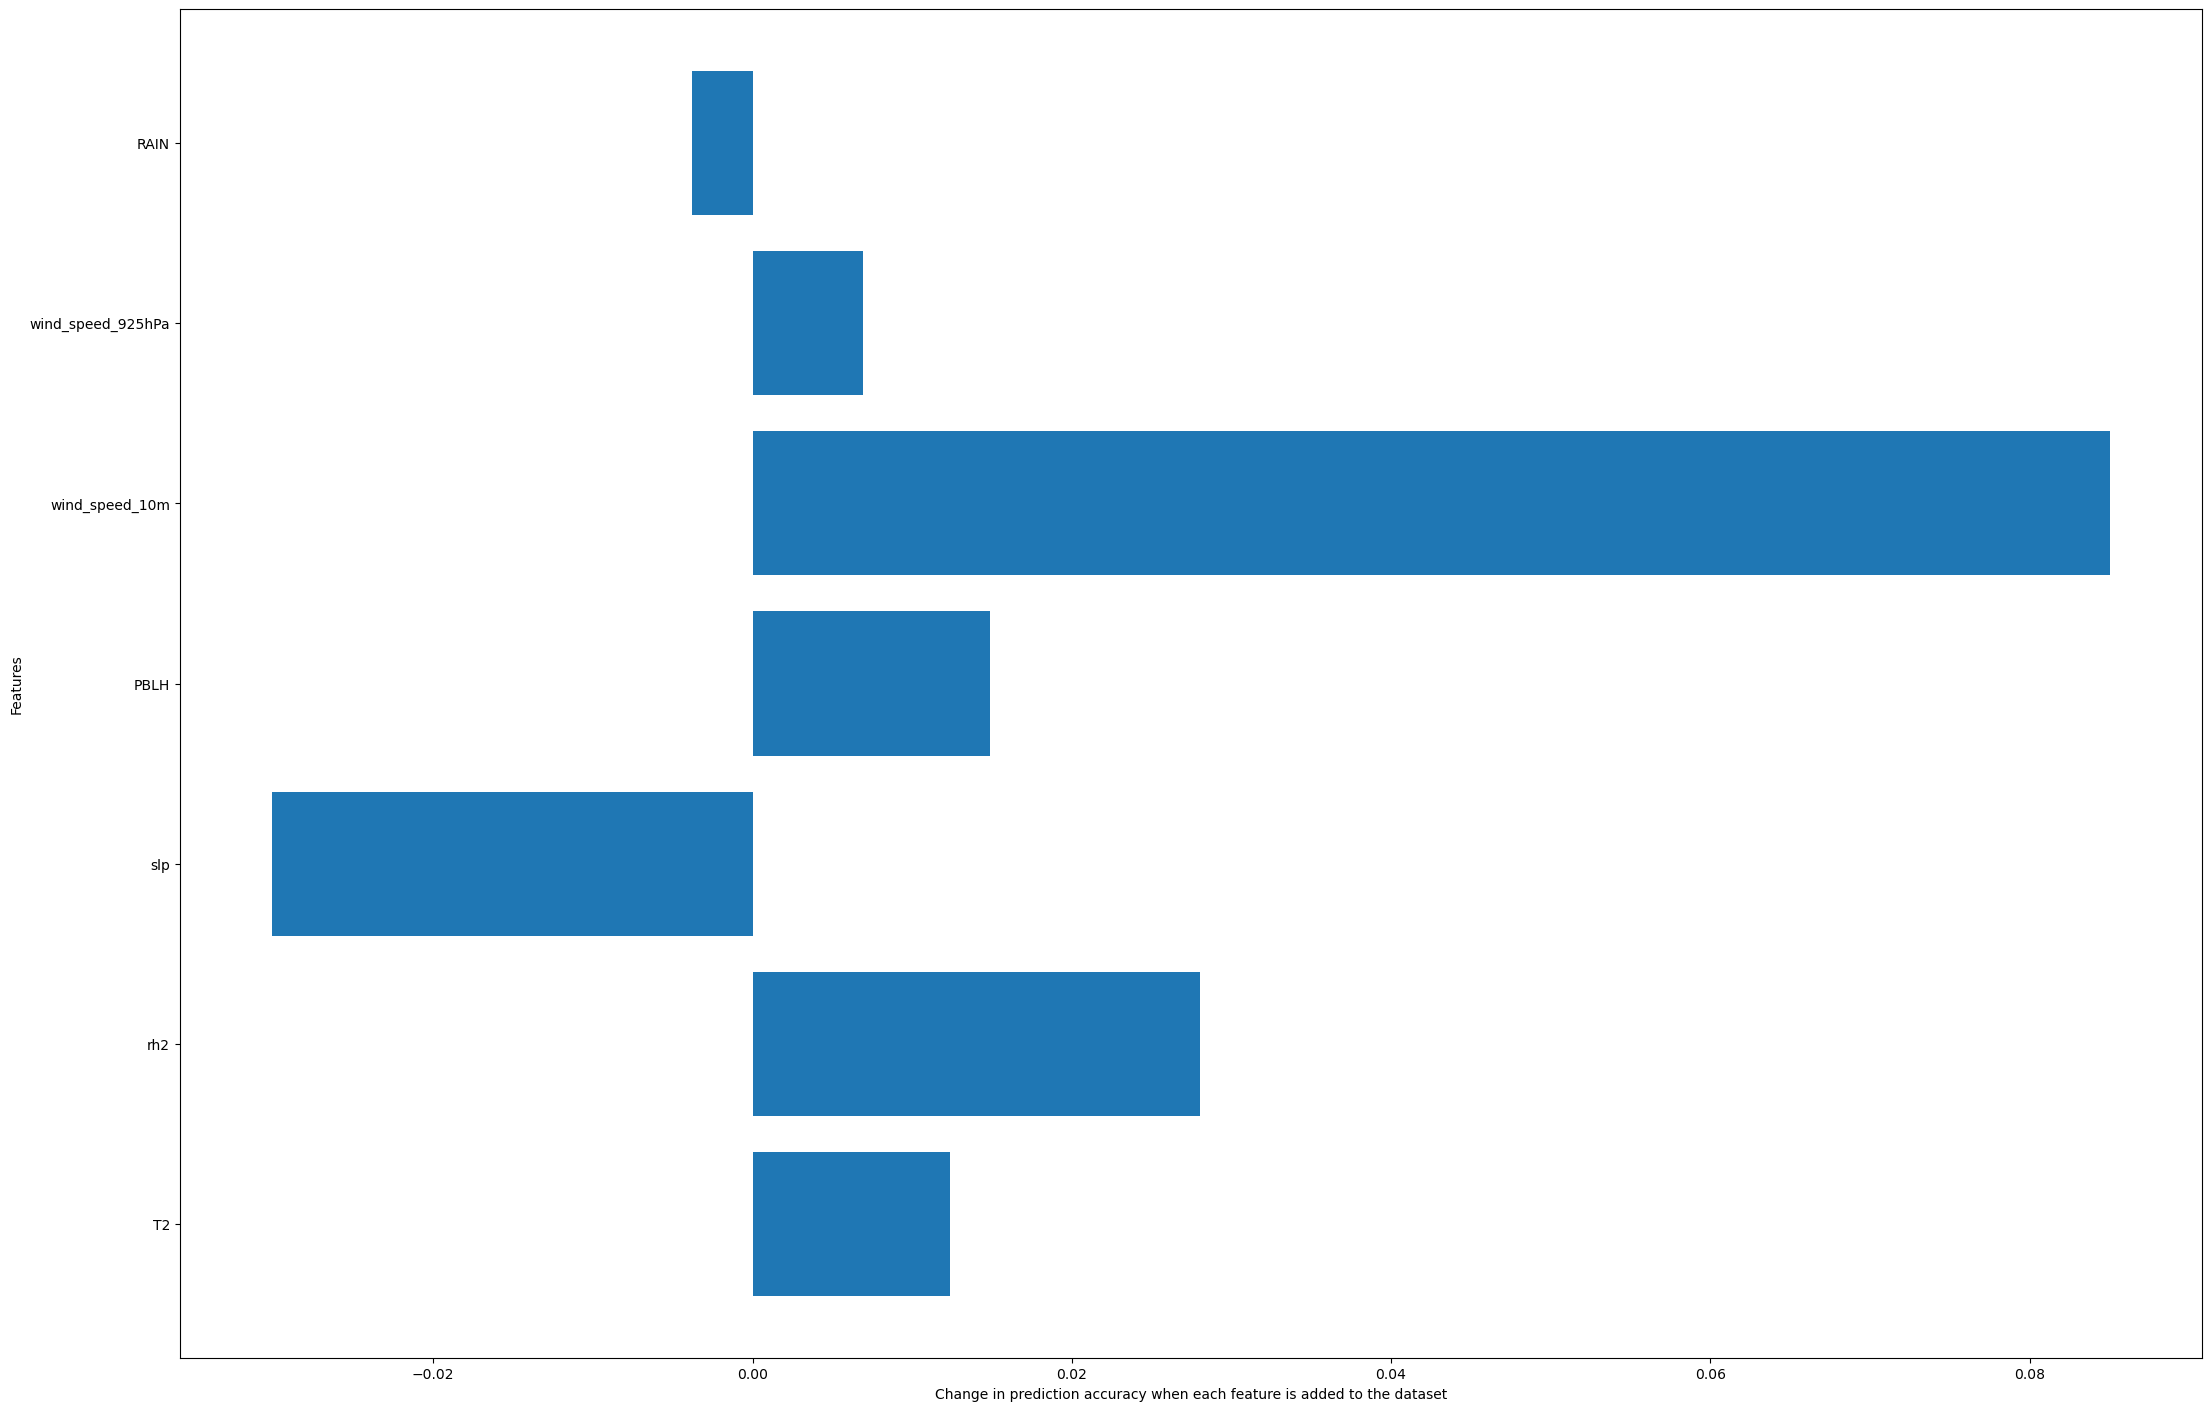 RAIN
wind_speed_925hPa
wind_speed_10m
PBLH
slp
rh2
T2
Features
−0.02 0.00 0.02 0.04 0.06 0.08
Change in prediction accuracy when each feature is added to the dataset